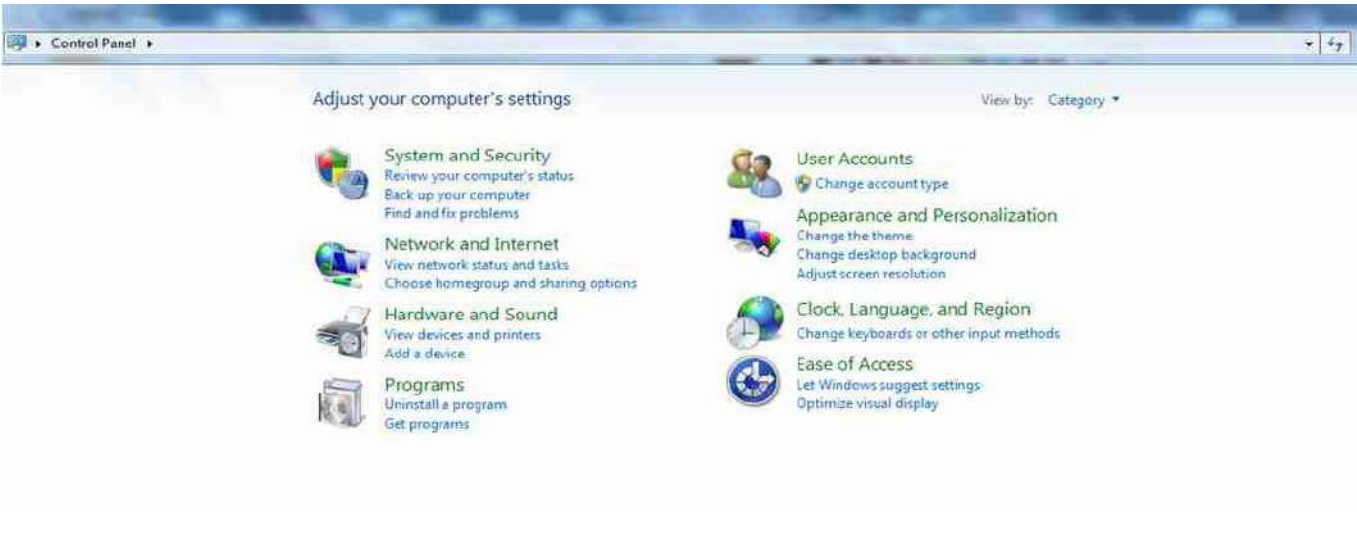 Control Panel
Adjust your computer's settings
View by: Category
System and Security
Review your computer's status
Back up your computer
Find and fix problems
Network and Internet
View network status and tasks
Choose homegroup and sharing options
Hardware and Sound
View devices and printers
Add a device
Programs
Uninstall a program
Get programs
User Accounts
Change account type
Appearance and Personalization
Change the theme
Change desktop background
Adjust screen resolution
Clock, Language, and Region
Change keyboards or other input methods
Ease of Access
Let Windows suggest settings
Optimize visual display